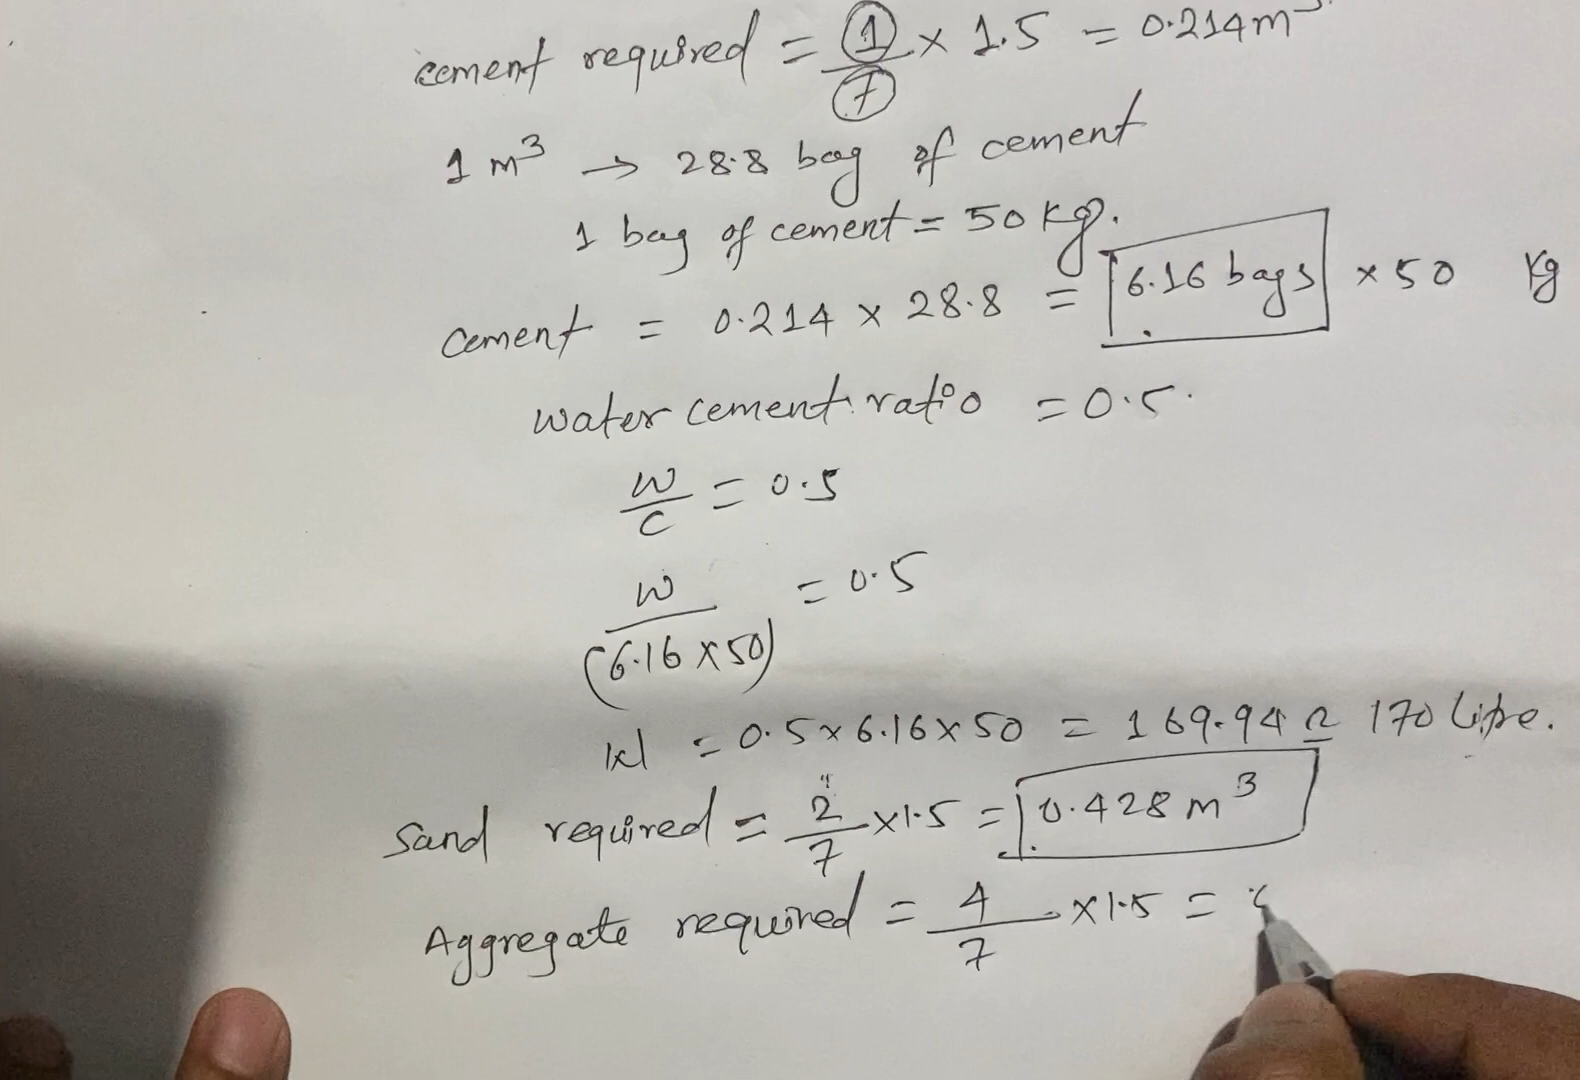 cement required = 1/7 × 1.5 = 0.214m³
1 m³ → 28.8 bag of cement
1 bag of cement = 50 kg.
cement = 0.214 × 28.8 = 6.16 bags × 50 kg
water cement ratio = 0.5.
W/C = 0.5
W/(6.16 × 50) = 0.5
W = 0.5 × 6.16 × 50 = 169.94 ≈ 170 Litre.
Sand required = 2/7 × 1.5 = 0.428 m³
Aggregate required = 4/7 × 1.5 =